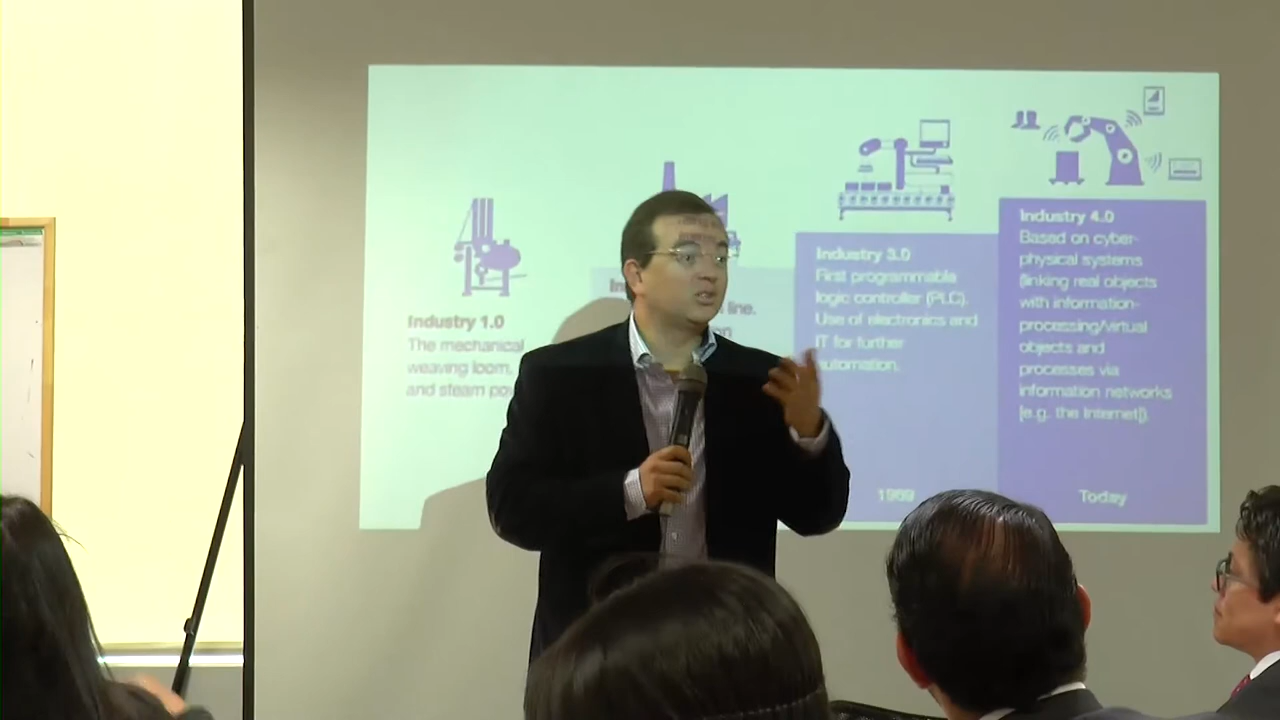 Industry 1.0
The mechanical
weaving loom,
and steam
line.
Industry 3.0
First programmable
logic controller (PLC).
Use of electronics and
IT for further
automation.
1969
Industry 4.0
Based on cyber-
physical systems
(linking real objects
with information-
processing/virtual
objects and
processes via
information networks
[e.g. the Internet])
Today